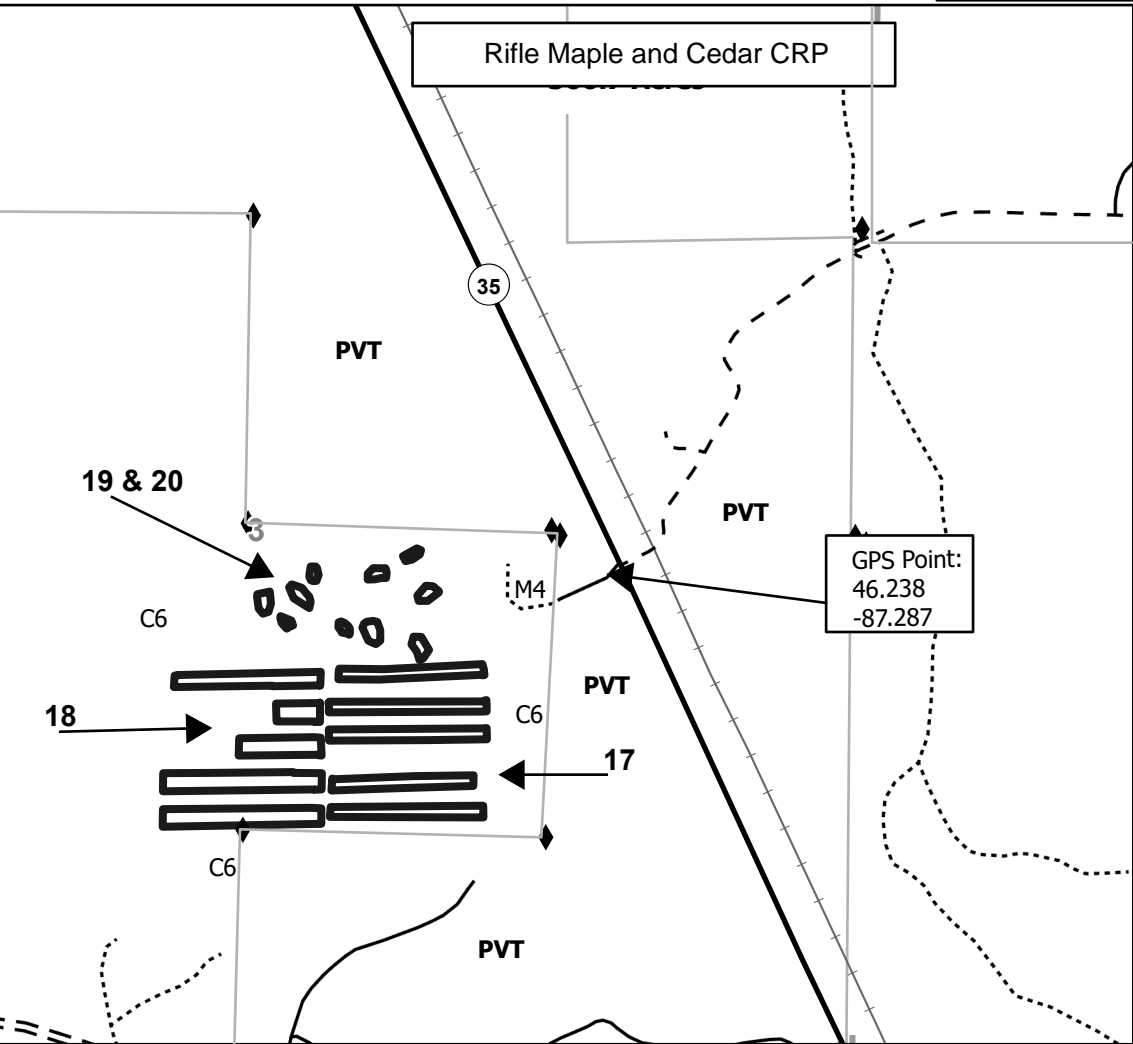 Rifle Maple and Cedar CRP
35
PVT
19 & 20
3
PVT
GPS Point:
46.238
-87.287
M4
C6
PVT
C6
18
17
C6
PVT